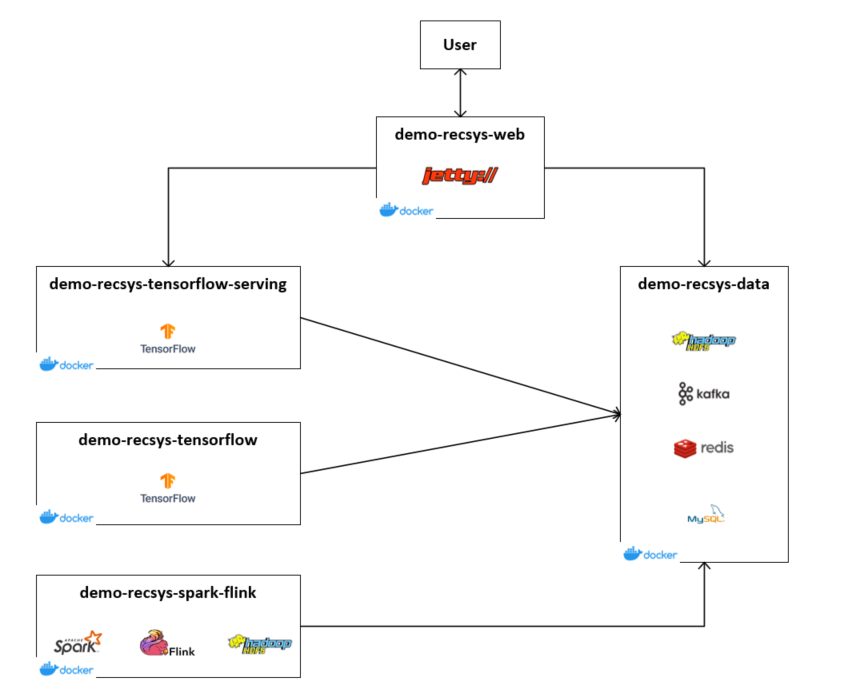 User
demo-recsys-web
jetty://
docker
demo-recsys-tensorflow-serving
TensorFlow
docker
demo-recsys-data
hadoop
HDFS
kafka
redis
MySQL
docker
demo-recsys-tensorflow
TensorFlow
docker
demo-recsys-spark-flink
APACHE
Spark
Flink
hadoop
HDFS
docker